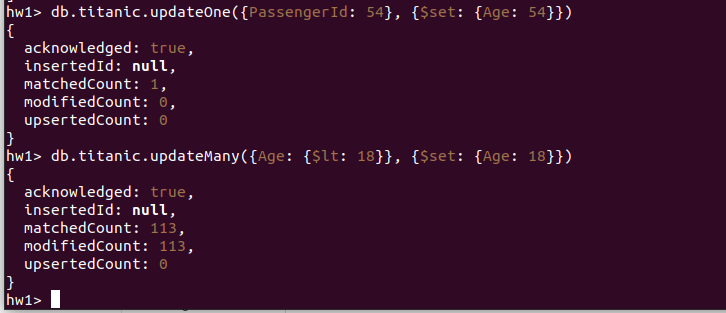 hw1> db.titanic.updateOne({PassengerId: 54}, {$set: {Age: 54}})
{
  acknowledged: true,
  insertedId: null,
  matchedCount: 1,
  modifiedCount: 0,
  upsertedCount: 0
}
hw1> db.titanic.updateMany({Age: {$lt: 18}}, {$set: {Age: 18}})
{
  acknowledged: true,
  insertedId: null,
  matchedCount: 113,
  modifiedCount: 113,
  upsertedCount: 0
}
hw1>